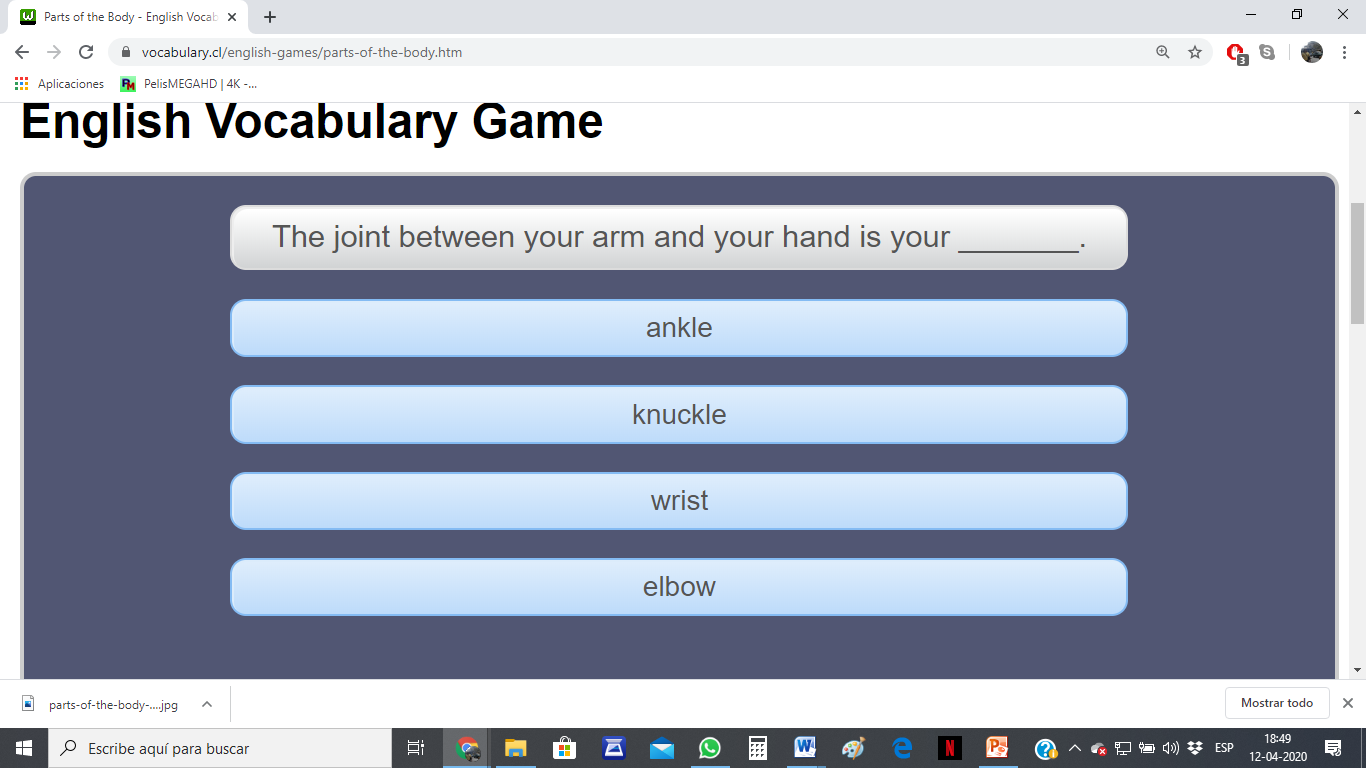 Parts of the Body - English Vocab
vocabulary.cl/english-games/parts-of-the-body.htm
3
Aplicaciones
PelisMEGAHD | 4K -...
English Vocabulary Game
The joint between your arm and your hand is your _______.
ankle
knuckle
wrist
elbow
parts-of-the-body-....jpg
Mostrar todo
Escribe aquí para buscar
ESP
18:49
12-04-2020